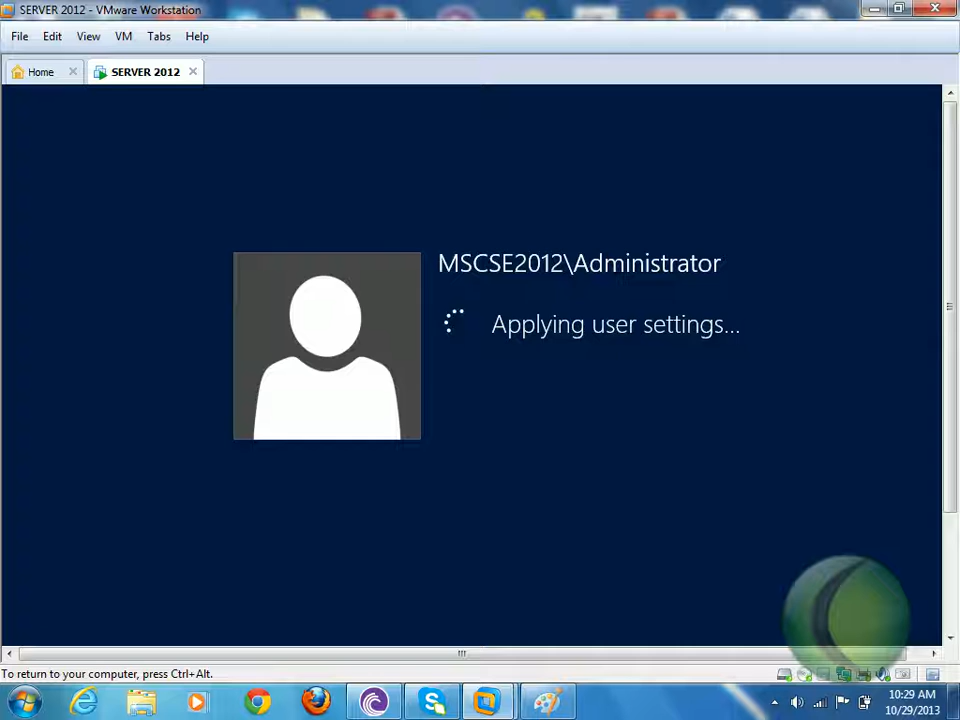 SERVER 2012 - VMware Workstation
File Edit View VM Tabs Help
Home SERVER 2012
MSCSE2012\Administrator
Applying user settings...
To return to your computer, press Ctrl+Alt.
10:29 AM
10/29/2013